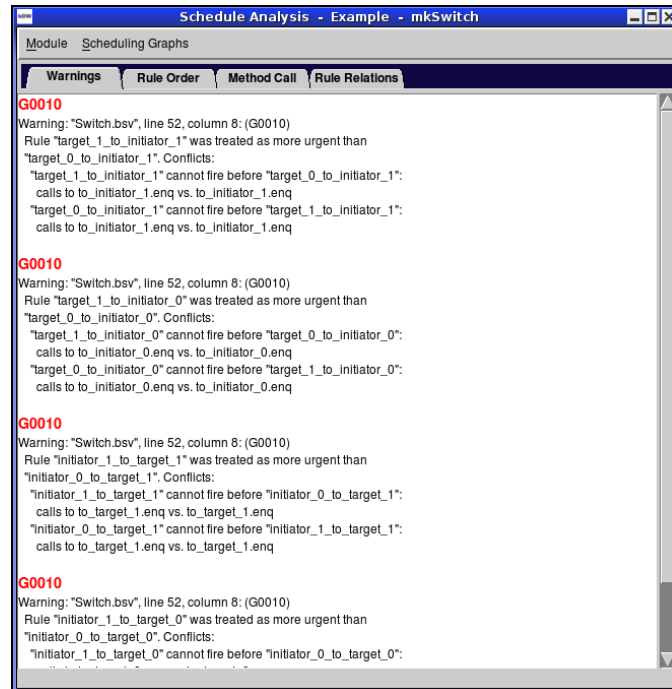 Schedule Analysis - Example - mkSwitch
Module Scheduling Graphs
Warnings Rule Order Method Call Rule Relations
G0010
Warning: "Switch.bsv", line 52, column 8: (G0010)
Rule "target_1_to_initiator_1" was treated as more urgent than
"target_0_to_initiator_1". Conflicts:
"target_1_to_initiator_1" cannot fire before "target_0_to_initiator_1":
calls to to_initiator_1.enq vs. to_initiator_1.enq
"target_0_to_initiator_1" cannot fire before "target_1_to_initiator_1":
calls to to_initiator_1.enq vs. to_initiator_1.enq
G0010
Warning: "Switch.bsv", line 52, column 8: (G0010)
Rule "target_1_to_initiator_0" was treated as more urgent than
"target_0_to_initiator_0". Conflicts:
"target_1_to_initiator_0" cannot fire before "target_0_to_initiator_0":
calls to to_initiator_0.enq vs. to_initiator_0.enq
"target_0_to_initiator_0" cannot fire before "target_1_to_initiator_0":
calls to to_initiator_0.enq vs. to_initiator_0.enq
G0010
Warning: "Switch.bsv", line 52, column 8: (G0010)
Rule "initiator_1_to_target_1" was treated as more urgent than
"initiator_0_to_target_1". Conflicts:
"initiator_1_to_target_1" cannot fire before "initiator_0_to_target_1":
calls to to_target_1.enq vs. to_target_1.enq
"initiator_0_to_target_1" cannot fire before "initiator_1_to_target_1":
calls to to_target_1.enq vs. to_target_1.enq
G0010
Warning: "Switch.bsv", line 52, column 8: (G0010)
Rule "initiator_1_to_target_0" was treated as more urgent than
"initiator_0_to_target_0". Conflicts:
"initiator_1_to_target_0" cannot fire before "initiator_0_to_target_0":